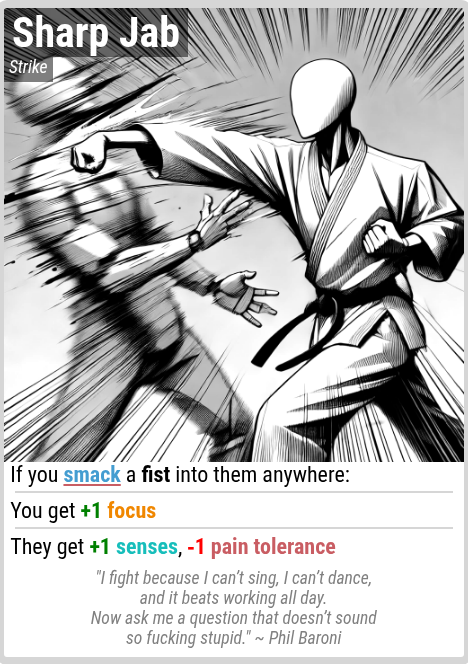 Sharp Jab
Strike
If you smack a fist into them anywhere:
You get +1 focus
They get +1 senses, -1 pain tolerance
"I fight because I can't sing, I can't dance,
and it beats working all day.
Now ask me a question that doesn't sound
so fucking stupid." ~ Phil Baroni